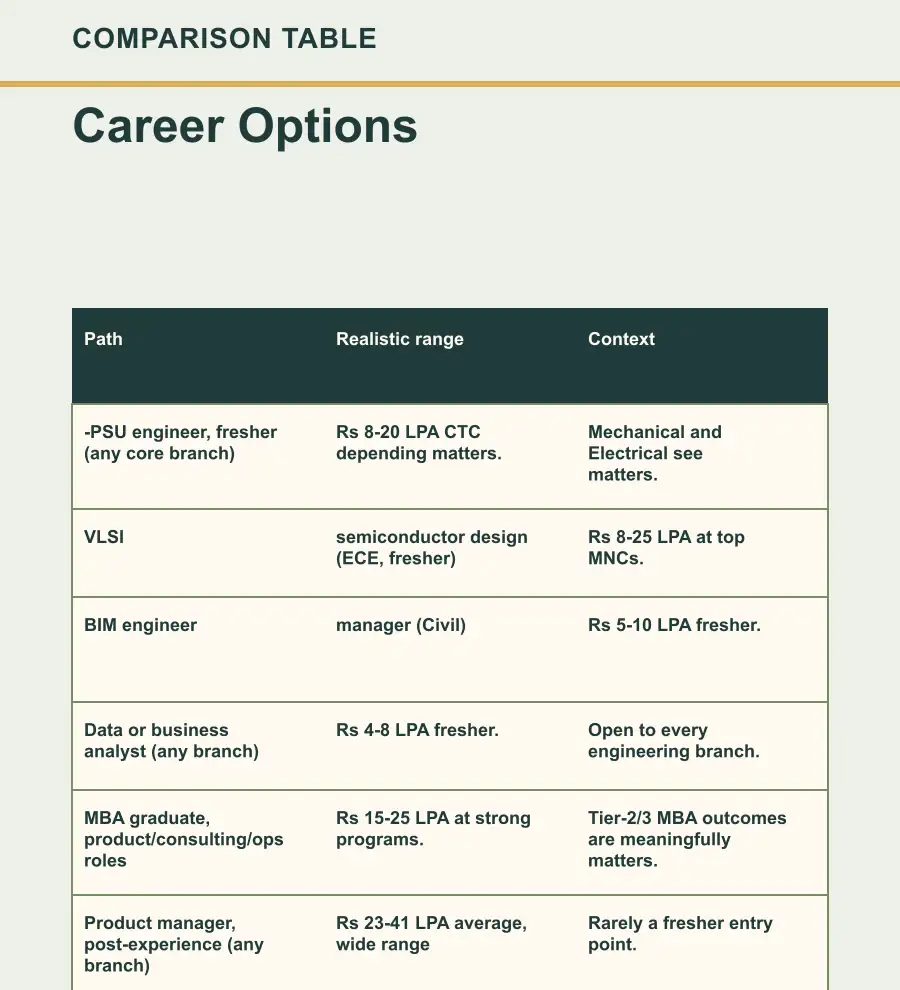 COMPARISON TABLE
Career Options
Path Realistic range Context
-PSU engineer, fresher Rs 8-20 LPA CTC Mechanical and
(any core branch) depending matters. Electrical see
matters.
VLSI semiconductor design Rs 8-25 LPA at top
(ECE, fresher) MNCs.
BIM engineer manager (Civil) Rs 5-10 LPA fresher.
Data or business Rs 4-8 LPA fresher. Open to every
analyst (any branch) engineering branch.
MBA graduate, Rs 15-25 LPA at strong Tier-2/3 MBA outcomes
product/consulting/ops programs. are meaningfully
roles matters.
Product manager, Rs 23-41 LPA average, Rarely a fresher entry
post-experience (any wide range point.
branch)